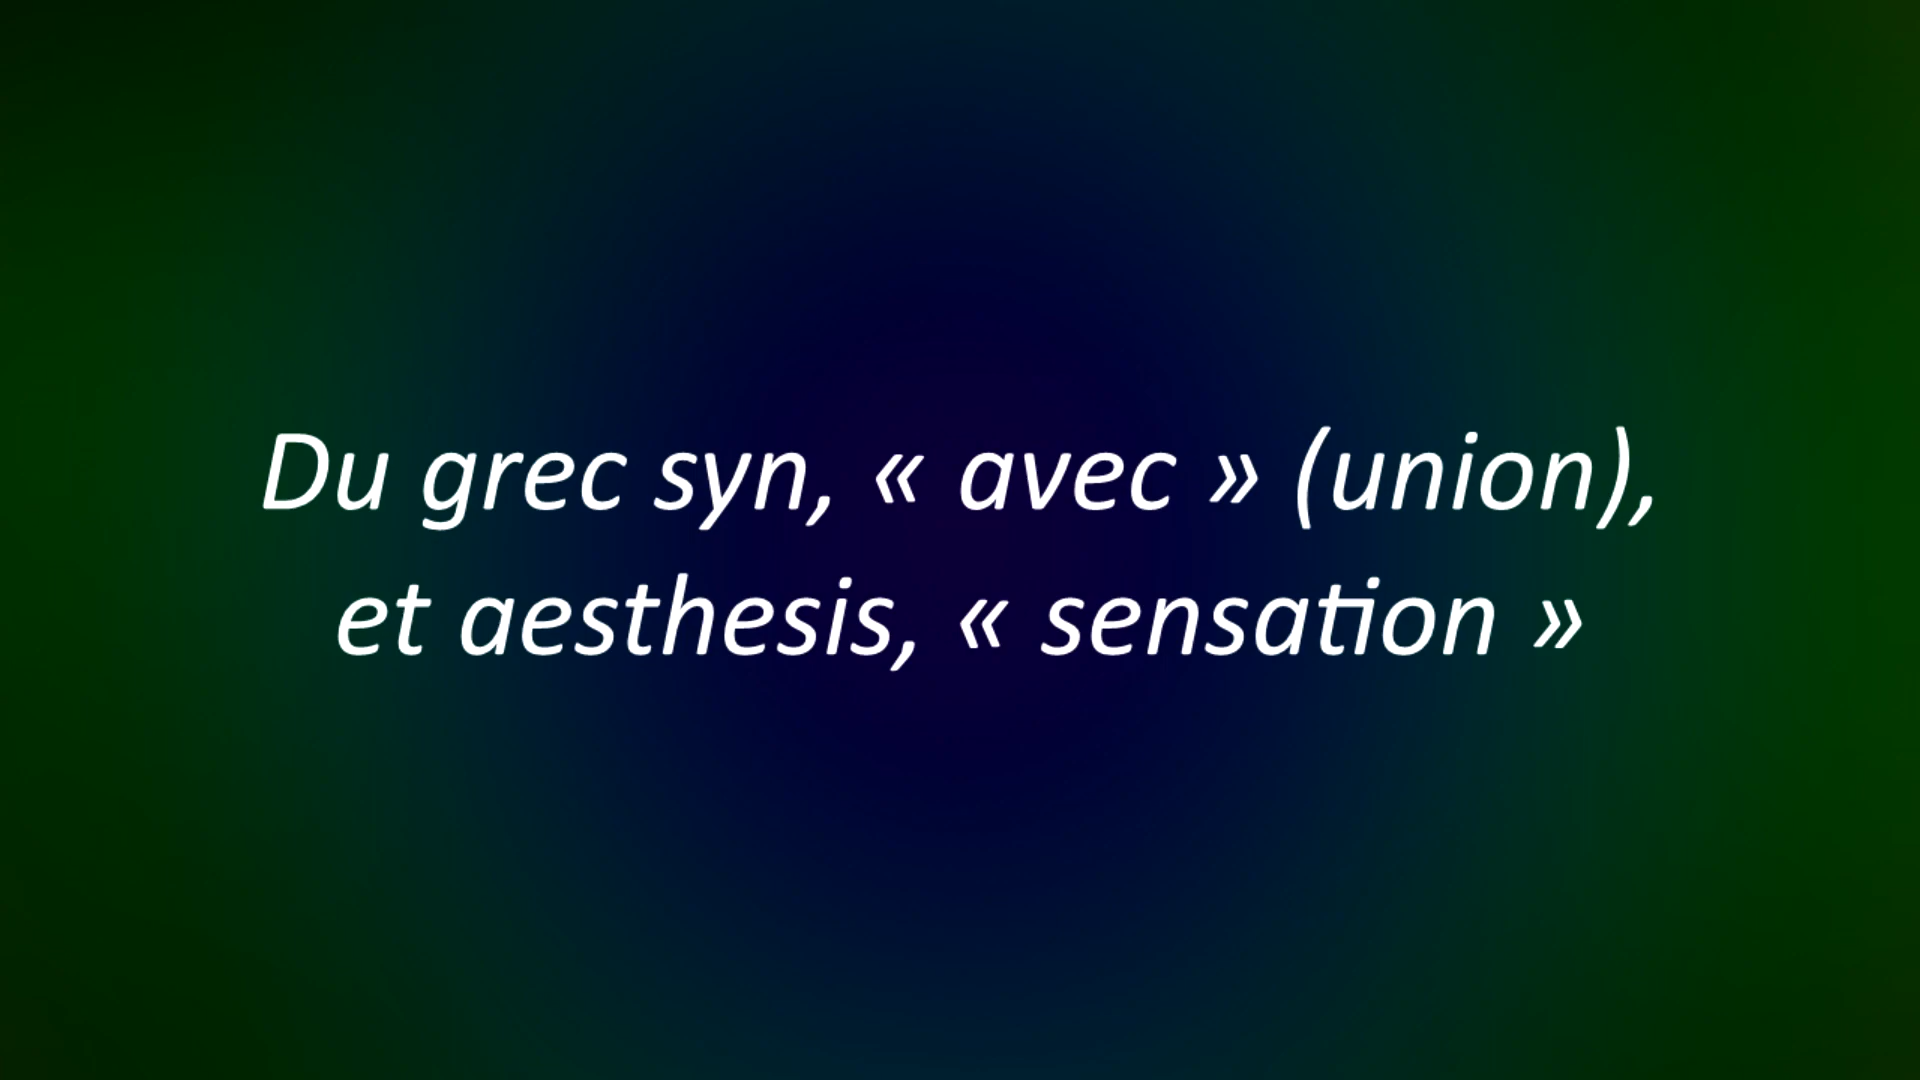 Du grec syn, « avec » (union),
et aesthesis, « sensation »